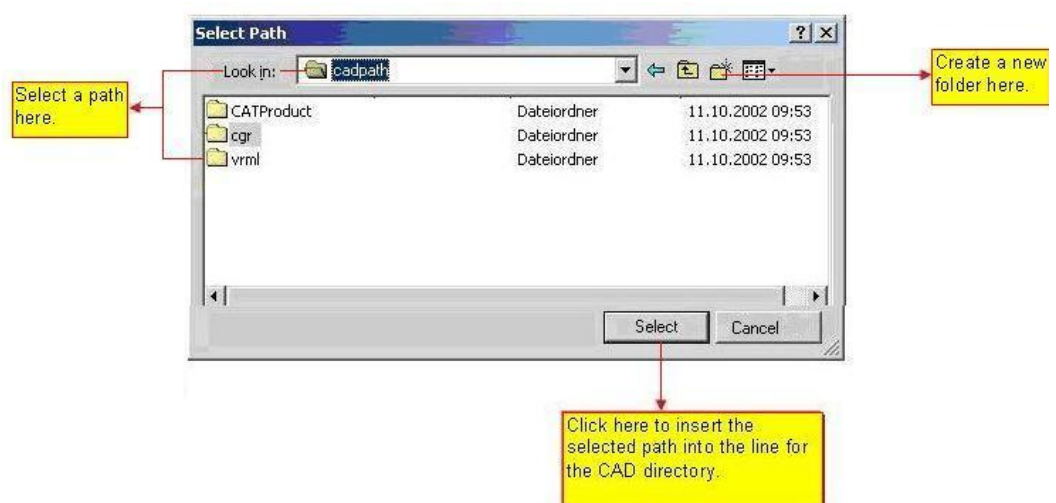 Select Path
Look in: cadpath
Create a new
folder here.
Select a path
here.
CATProduct Dateiordner 11.10.2002 09:53
cgr Dateiordner 11.10.2002 09:53
vrml Dateiordner 11.10.2002 09:53
Select Cancel
Click here to insert the
selected path into the line for
the CAD directory.